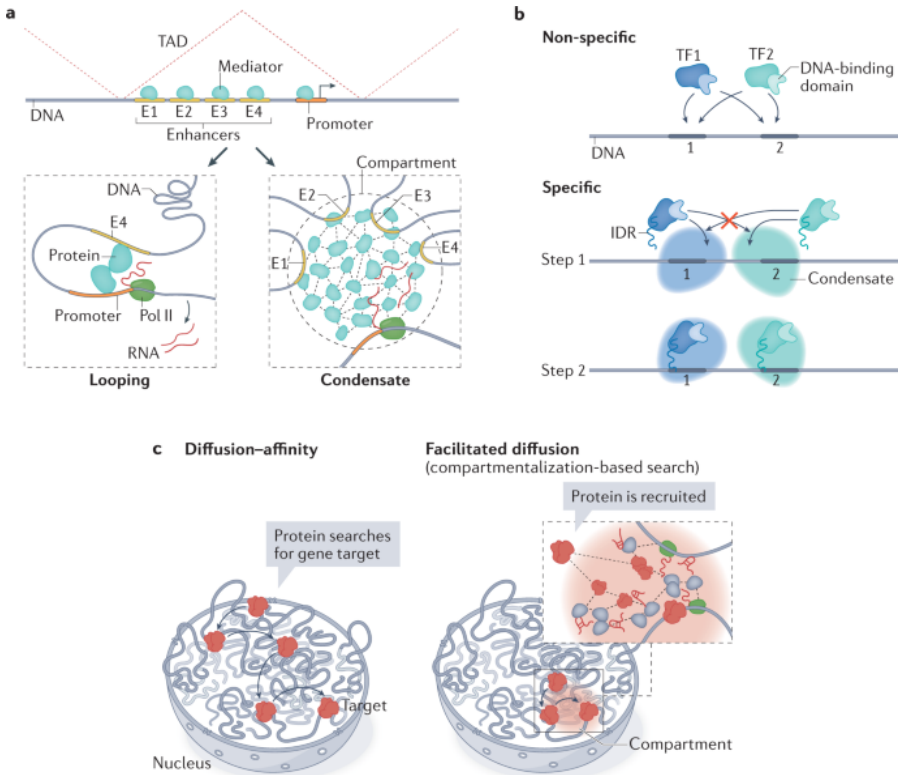 a
TAD
Mediator
DNA
E1 E2 E3 E4
Enhancers
Promoter
DNA
E4
Protein
Promoter
Pol II
RNA
Looping
Compartment
E2
E3
E1
E4
Condensate
b
Non-specific
TF1
TF2
DNA-binding
domain
DNA
1
2
Specific
IDR
Step 1
1
2
Condensate
Step 2
1
2
c Diffusion–affinity
Protein searches
for gene target
Target
Nucleus
Facilitated diffusion
(compartmentalization-based search)
Protein is recruited
Compartment